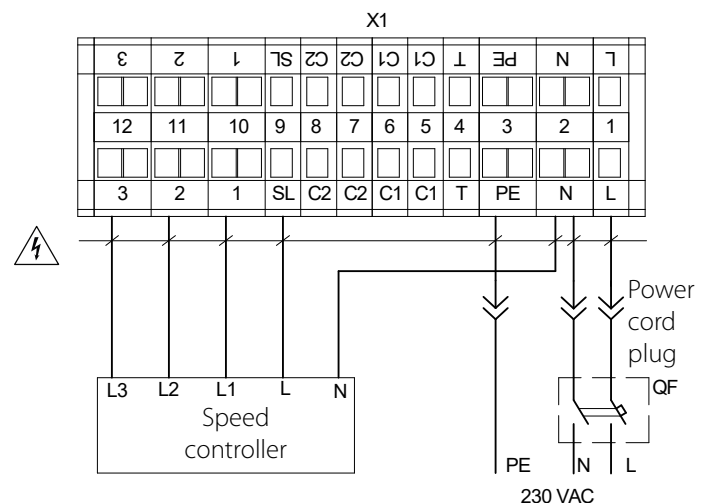 X1
3 2 1 SL C2 C2 C1 C1 T PE N L
12 11 10 9 8 7 6 5 4 3 2 1
3 2 1 SL C2 C2 C1 C1 T PE N L
Power
cord
plug
QF
L3 L2 L1 L N
Speed
controller
PE N L
230 VAC